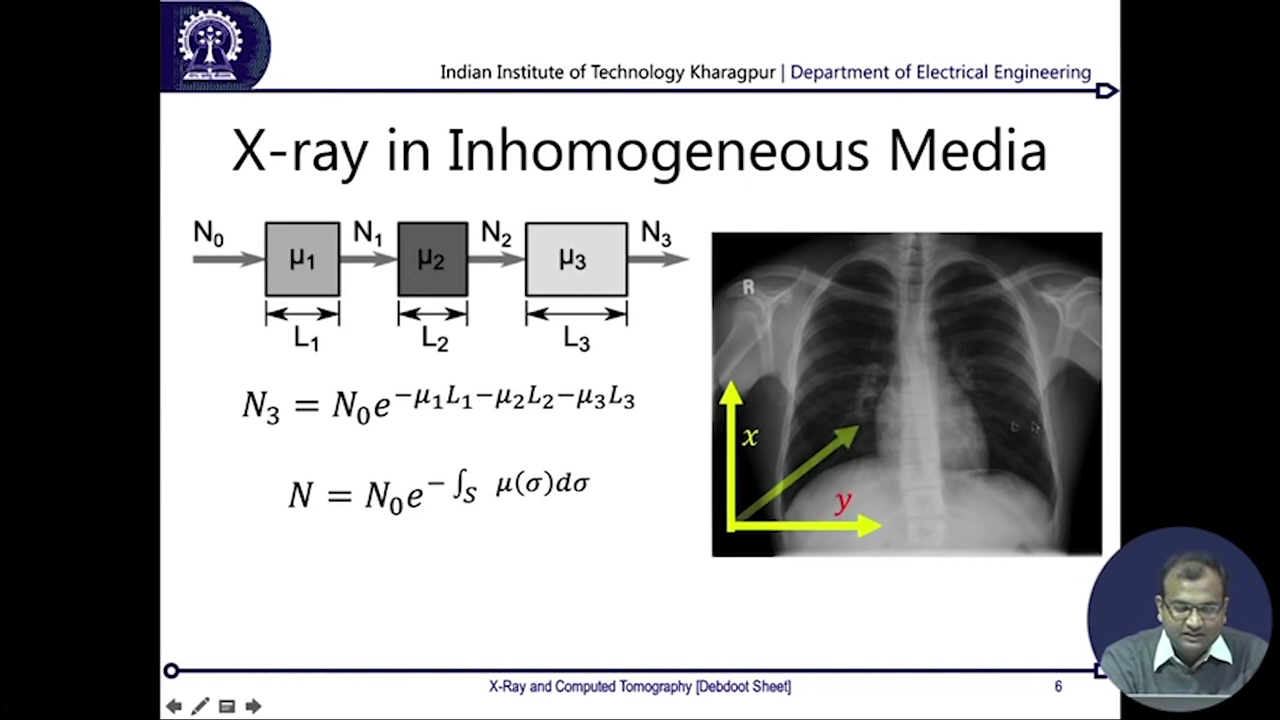 Indian Institute of Technology Kharagpur | Department of Electrical Engineering
X-ray in Inhomogeneous Media
N₀ μ₁ N₁ μ₂ N₂ μ₃ N₃
L₁ L₂ L₃
N₃ = N₀e^{−μ₁L₁−μ₂L₂−μ₃L₃}
N = N₀e^{−∫_S μ(σ)dσ}
R
x
y
X-Ray and Computed Tomography [Debdoot Sheet]
6